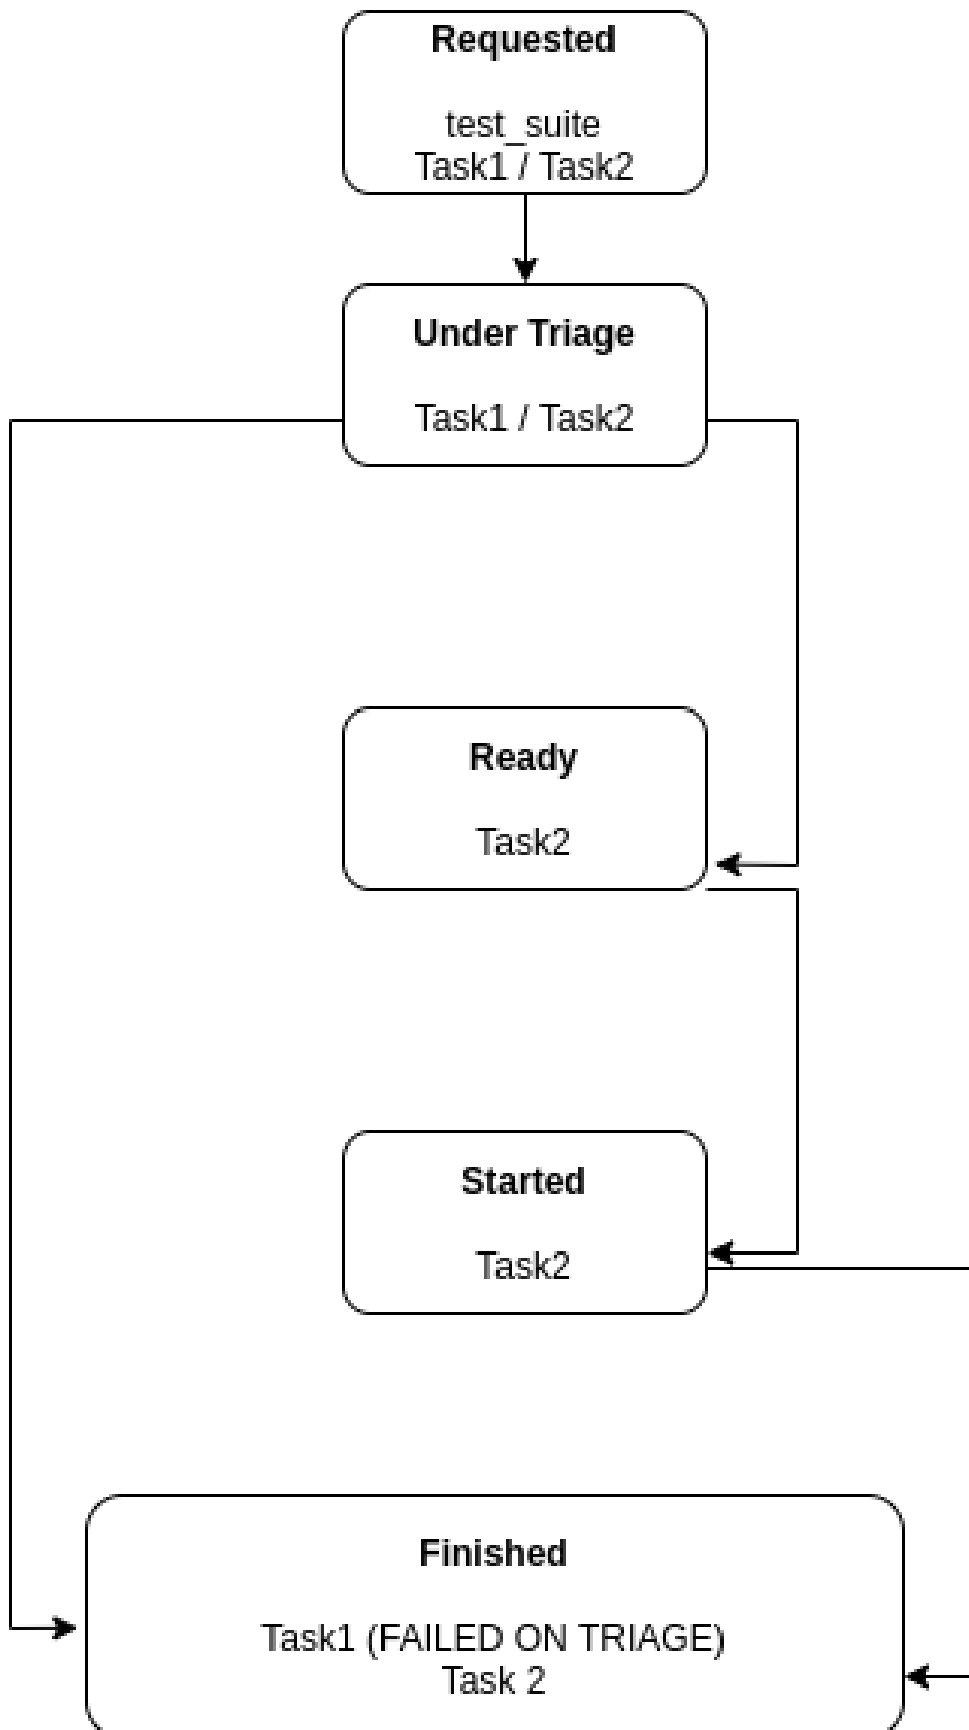 Requested
test_suite
Task1 / Task2
Under Triage
Task1 / Task2
Ready
Task2
Started
Task2
Finished
Task1 (FAILED ON TRIAGE)
Task 2